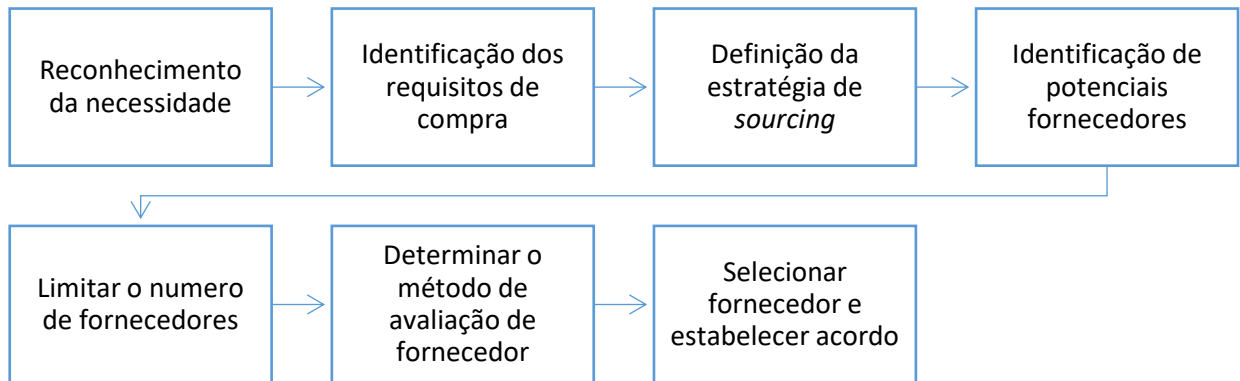 Reconhecimento
da necessidade
Identificação dos
requisitos de
compra
Definição da
estratégia de
sourcing
Identificação de
potenciais
fornecedores
Limitar o numero
de fornecedores
Determinar o
método de
avaliação de
fornecedor
Selecionar
fornecedor e
estabelecer acordo